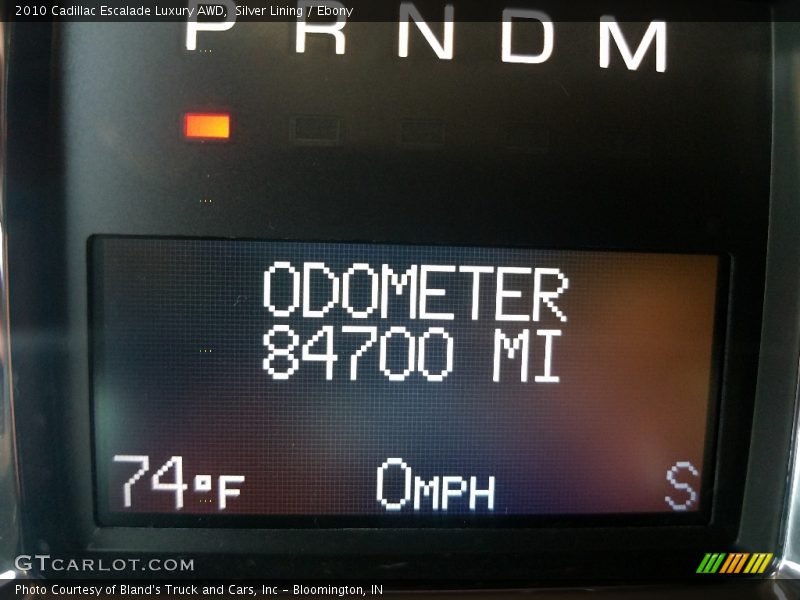 2010 Cadillac Escalade Luxury AWD, Silver Lining / Ebony
P R N D M
ODOMETER
84700 MI
74°F 0MPH S
GTCARLOT.COM
Photo Courtesy of Bland's Truck and Cars, Inc - Bloomington, IN